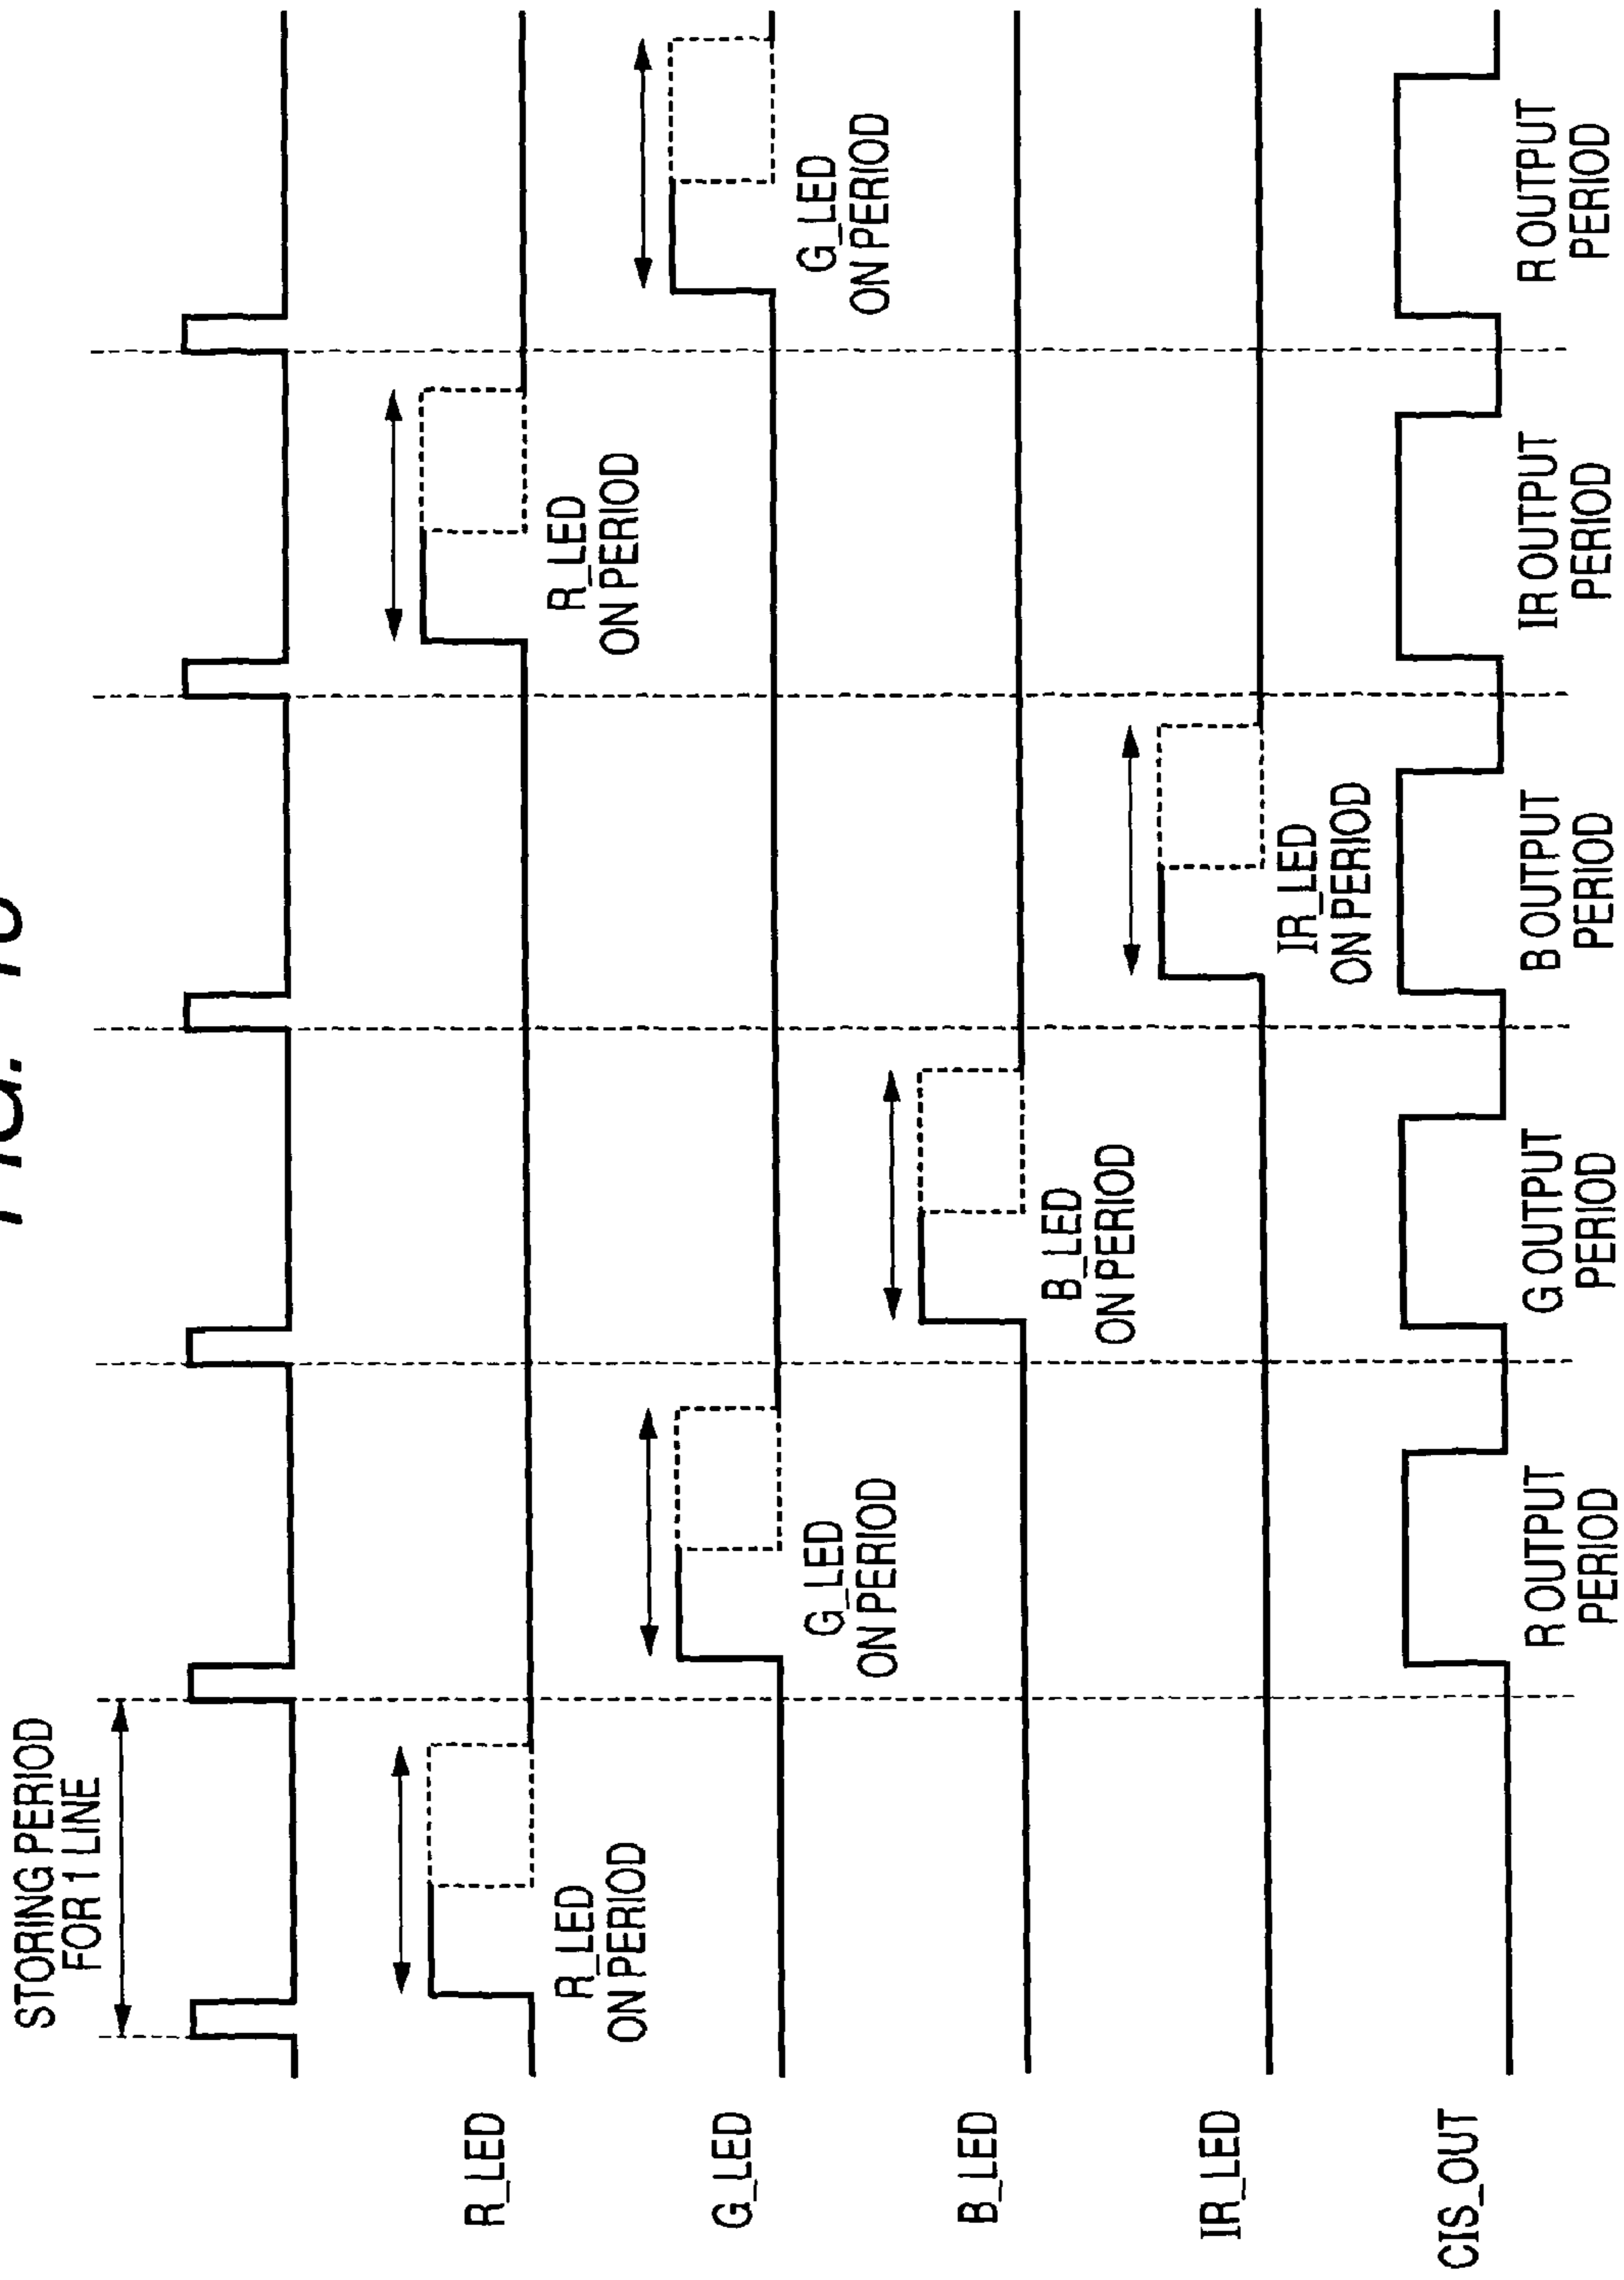 STORING PERIOD
FOR 1 LINE
R_LED
R_LED
ON PERIOD
R_LED
ON PERIOD
G_LED
G_LED
ON PERIOD
G_LED
ON PERIOD
B_LED
B_LED
ON PERIOD
IR_LED
IR_LED
ON PERIOD
CIS_OUT
R OUTPUT
PERIOD
G OUTPUT
PERIOD
B OUTPUT
PERIOD
IR OUTPUT
PERIOD
R OUTPUT
PERIOD